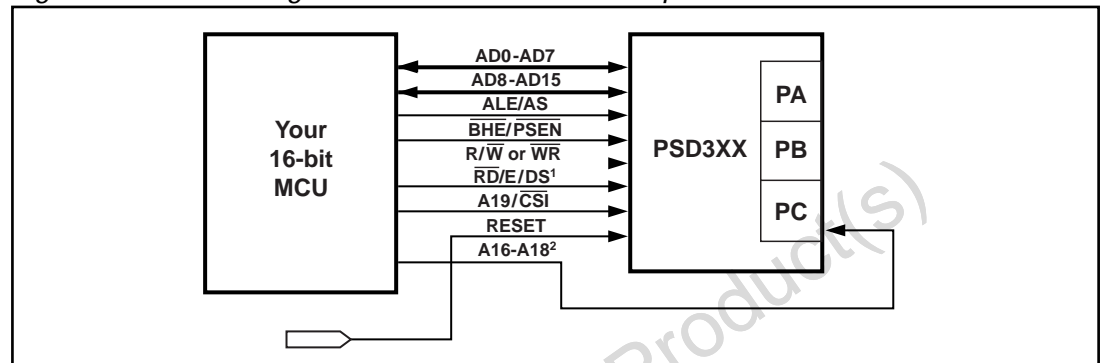 Your
16-bit
MCU
AD0-AD7
AD8-AD15
ALE/AS
BHE/PSEN
R/W or WR
RD/E/DS¹
A19/CSI
RESET
A16-A18²
PSD3XX
PA
PB
PC
Product(s)